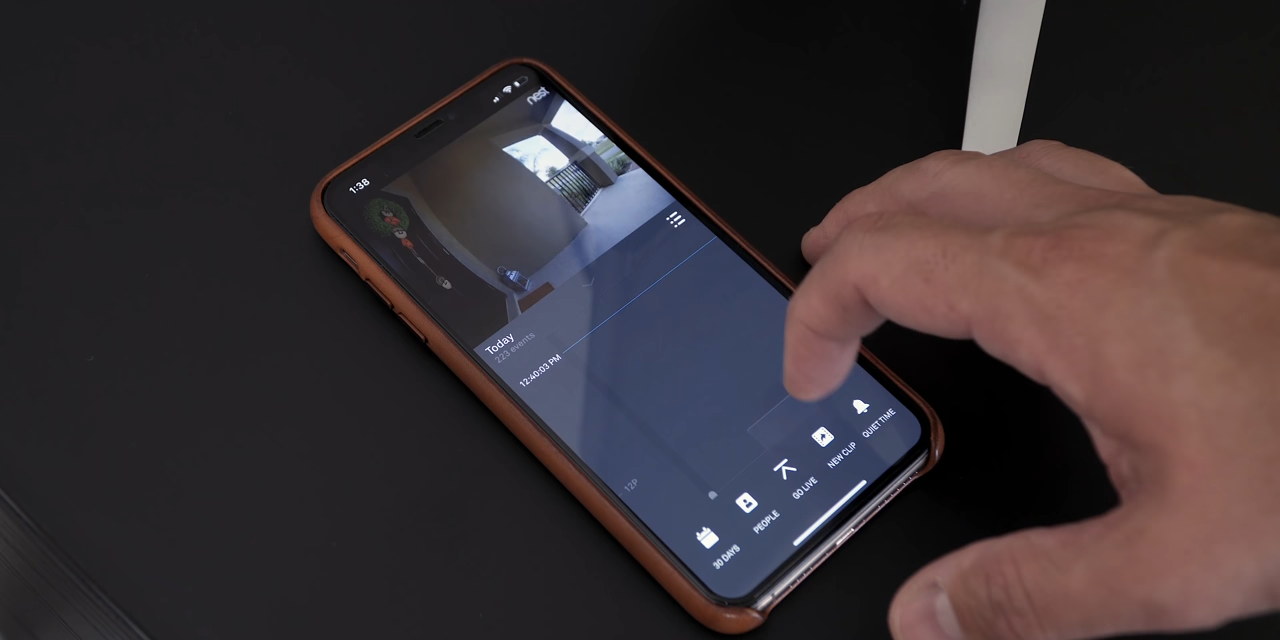 1:38
nest
Today
223 events
12:40:03 PM
12P
30 DAYS
PEOPLE
GO LIVE
NEW CLIP
QUIET TIME